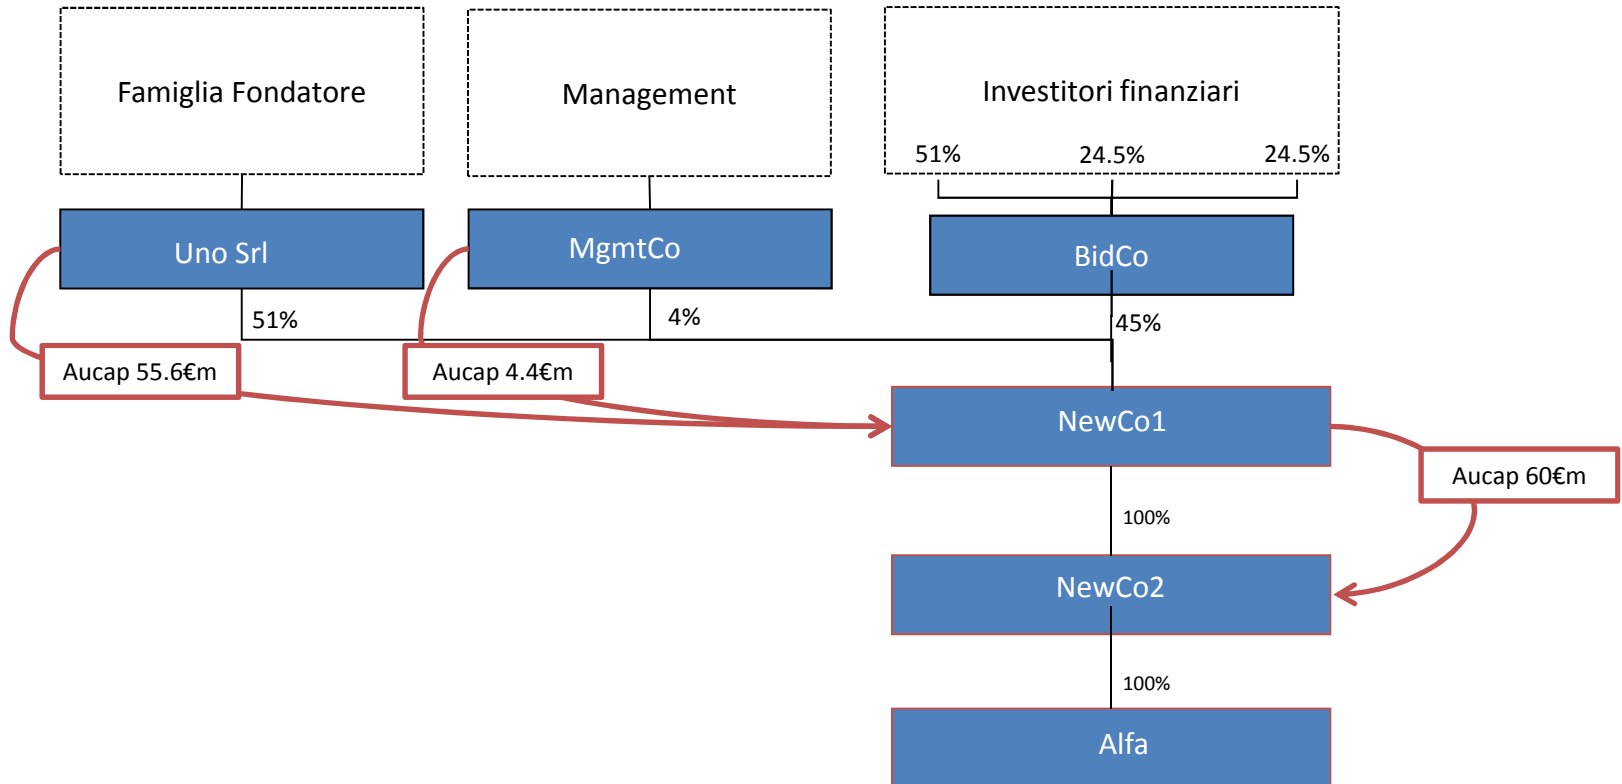 Famiglia Fondatore
Management
Investitori finanziari
51%
24.5%
24.5%
Uno Srl
MgmtCo
BidCo
51%
4%
45%
Aucap 55.6€m
Aucap 4.4€m
NewCo1
Aucap 60€m
100%
NewCo2
100%
Alfa